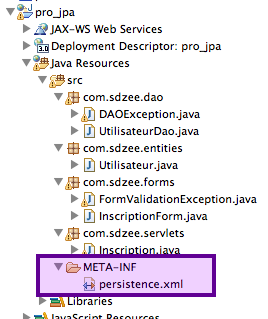 pro_jpa
JAX-WS Web Services
Deployment Descriptor: pro_jpa
3.0
Java Resources
src
com.sdzee.dao
DAOException.java
UtilisateurDao.java
com.sdzee.entities
Utilisateur.java
com.sdzee.forms
FormValidationException.java
InscriptionForm.java
com.sdzee.servlets
Inscription.java
META-INF
persistence.xml
Libraries
JavaScript Resources